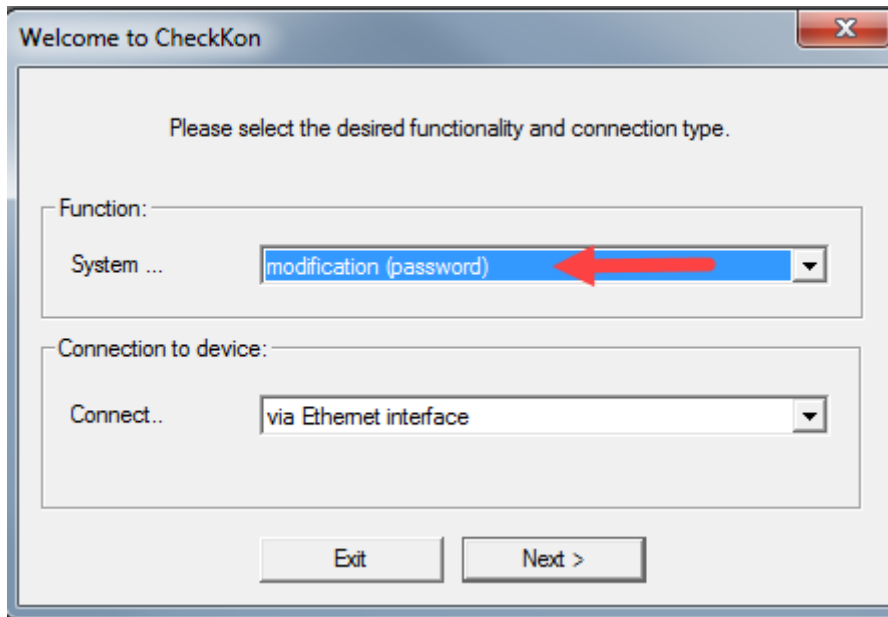 Welcome to CheckKon
Please select the desired functionality and connection type.
Function:
System ... modification (password)
Connection to device:
Connect.. via Ethernet interface
Exit Next >